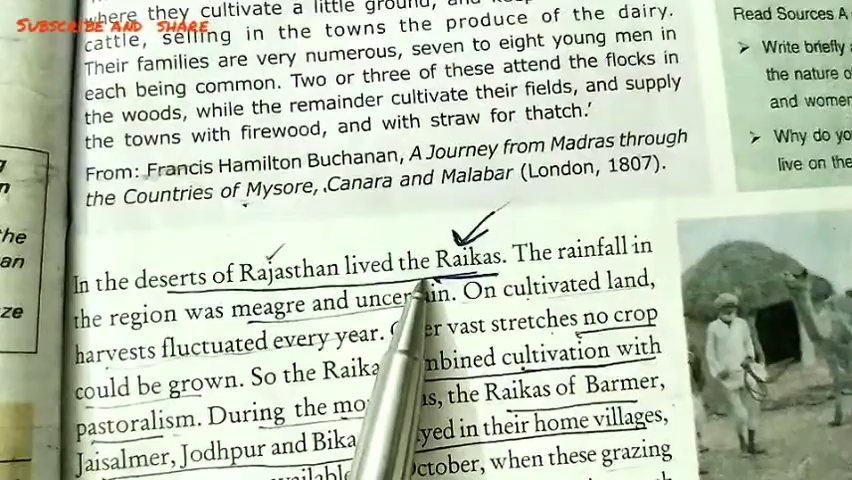 SUBSCRIBE AND SHARE
where they cultivate a little ground, and
cattle, selling in the towns the produce of the dairy.
Their families are very numerous, seven to eight young men in
each being common. Two or three of these attend the flocks in
the woods, while the remainder cultivate their fields, and supply
the towns with firewood, and with straw for thatch.'
From: Francis Hamilton Buchanan, A Journey from Madras through
the Countries of Mysore, Canara and Malabar (London, 1807).
In the deserts of Rajasthan lived the Raikas. The rainfall in
the region was meagre and uncer in. On cultivated land,
harvests fluctuated every year. er vast stretches no crop
could be grown. So the Raika mbined cultivation with
pastoralism. During the mo s, the Raikas of Barmer,
Jaisalmer, Jodhpur and Bika yed in their home villages,
October, when these grazing
Read Sources A
Write briefly
the nature o
and women
Why do yo
live on the
he
an
ze